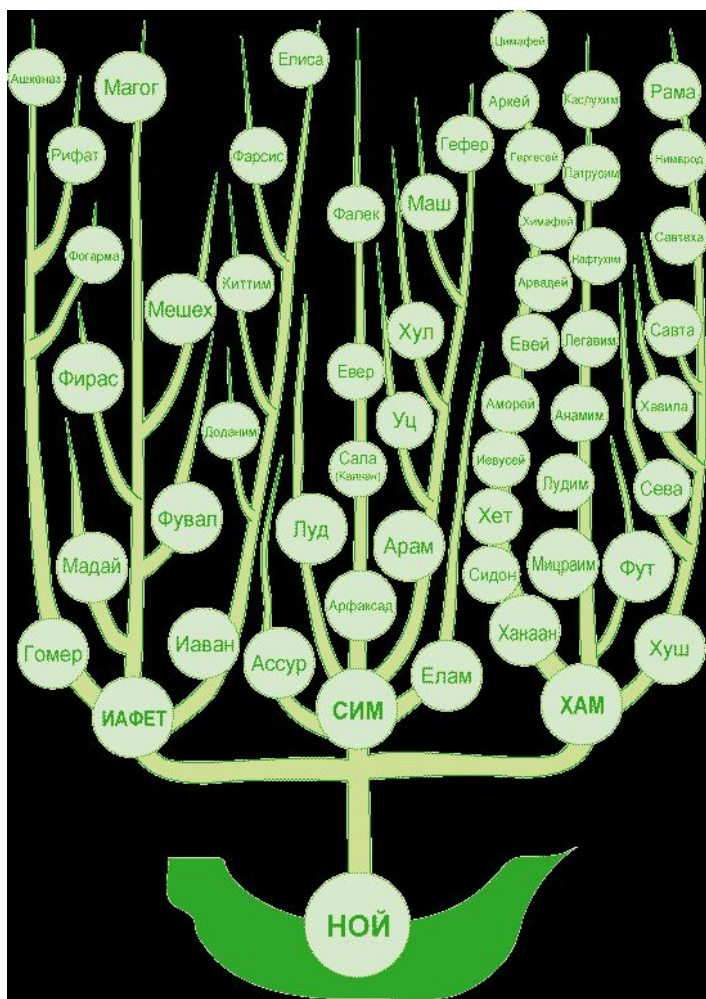 Цимафей
Елиса
Ашкеназ
Магог
Рама
Аркей
Каслухим
Гефер
Рифат
Фарсис
Гергесей
Нимврод
Патрусим
Маш
Фалек
Химафей
Савтеха
Фогарма
Нафтухим
Киттим
Арвадей
Мешех
Хул
Савта
Евей
Легавим
Евер
Фирас
Аморей
Хавила
Уц
Анамим
Доданим
Иевусей
Сала
(Каинан)
Лудим
Сева
Хет
Фувал
Луд
Арам
Мадай
Сидон
Мицраим
Фут
Арфаксад
Ханаан
Иаван
Гомер
Хуш
Ассур
Елам
ИАФЕТ
СИМ
ХАМ
НОЙ